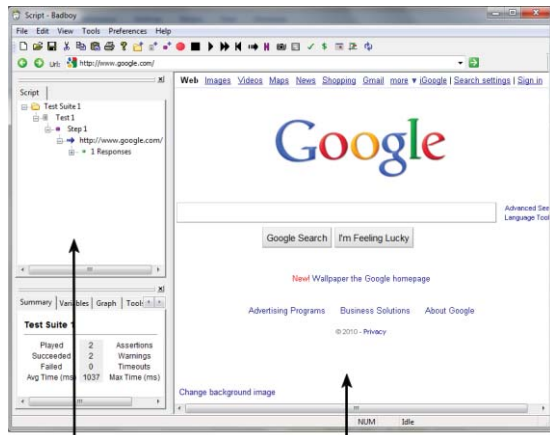 Script - Badboy
File Edit View Tools Preferences Help
Url: http://www.google.com/
Script
Test Suite 1
Test 1
Step 1
http://www.google.com/
1 Responses
Summary Variables Graph Tools
Test Suite 1
Played 2 Assertions
Succeeded 2 Warnings
Failed 0 Timeouts
Avg Time (ms) 1037 Max Time (ms)
Web Images Videos Maps News Shopping Gmail more ▼ iGoogle | Search settings | Sign in
Google
Advanced Sea
Language Tool
Google Search I'm Feeling Lucky
New! Wallpaper the Google homepage
Advertising Programs Business Solutions About Google
© 2010 - Privacy
Change background image
NUM Idle